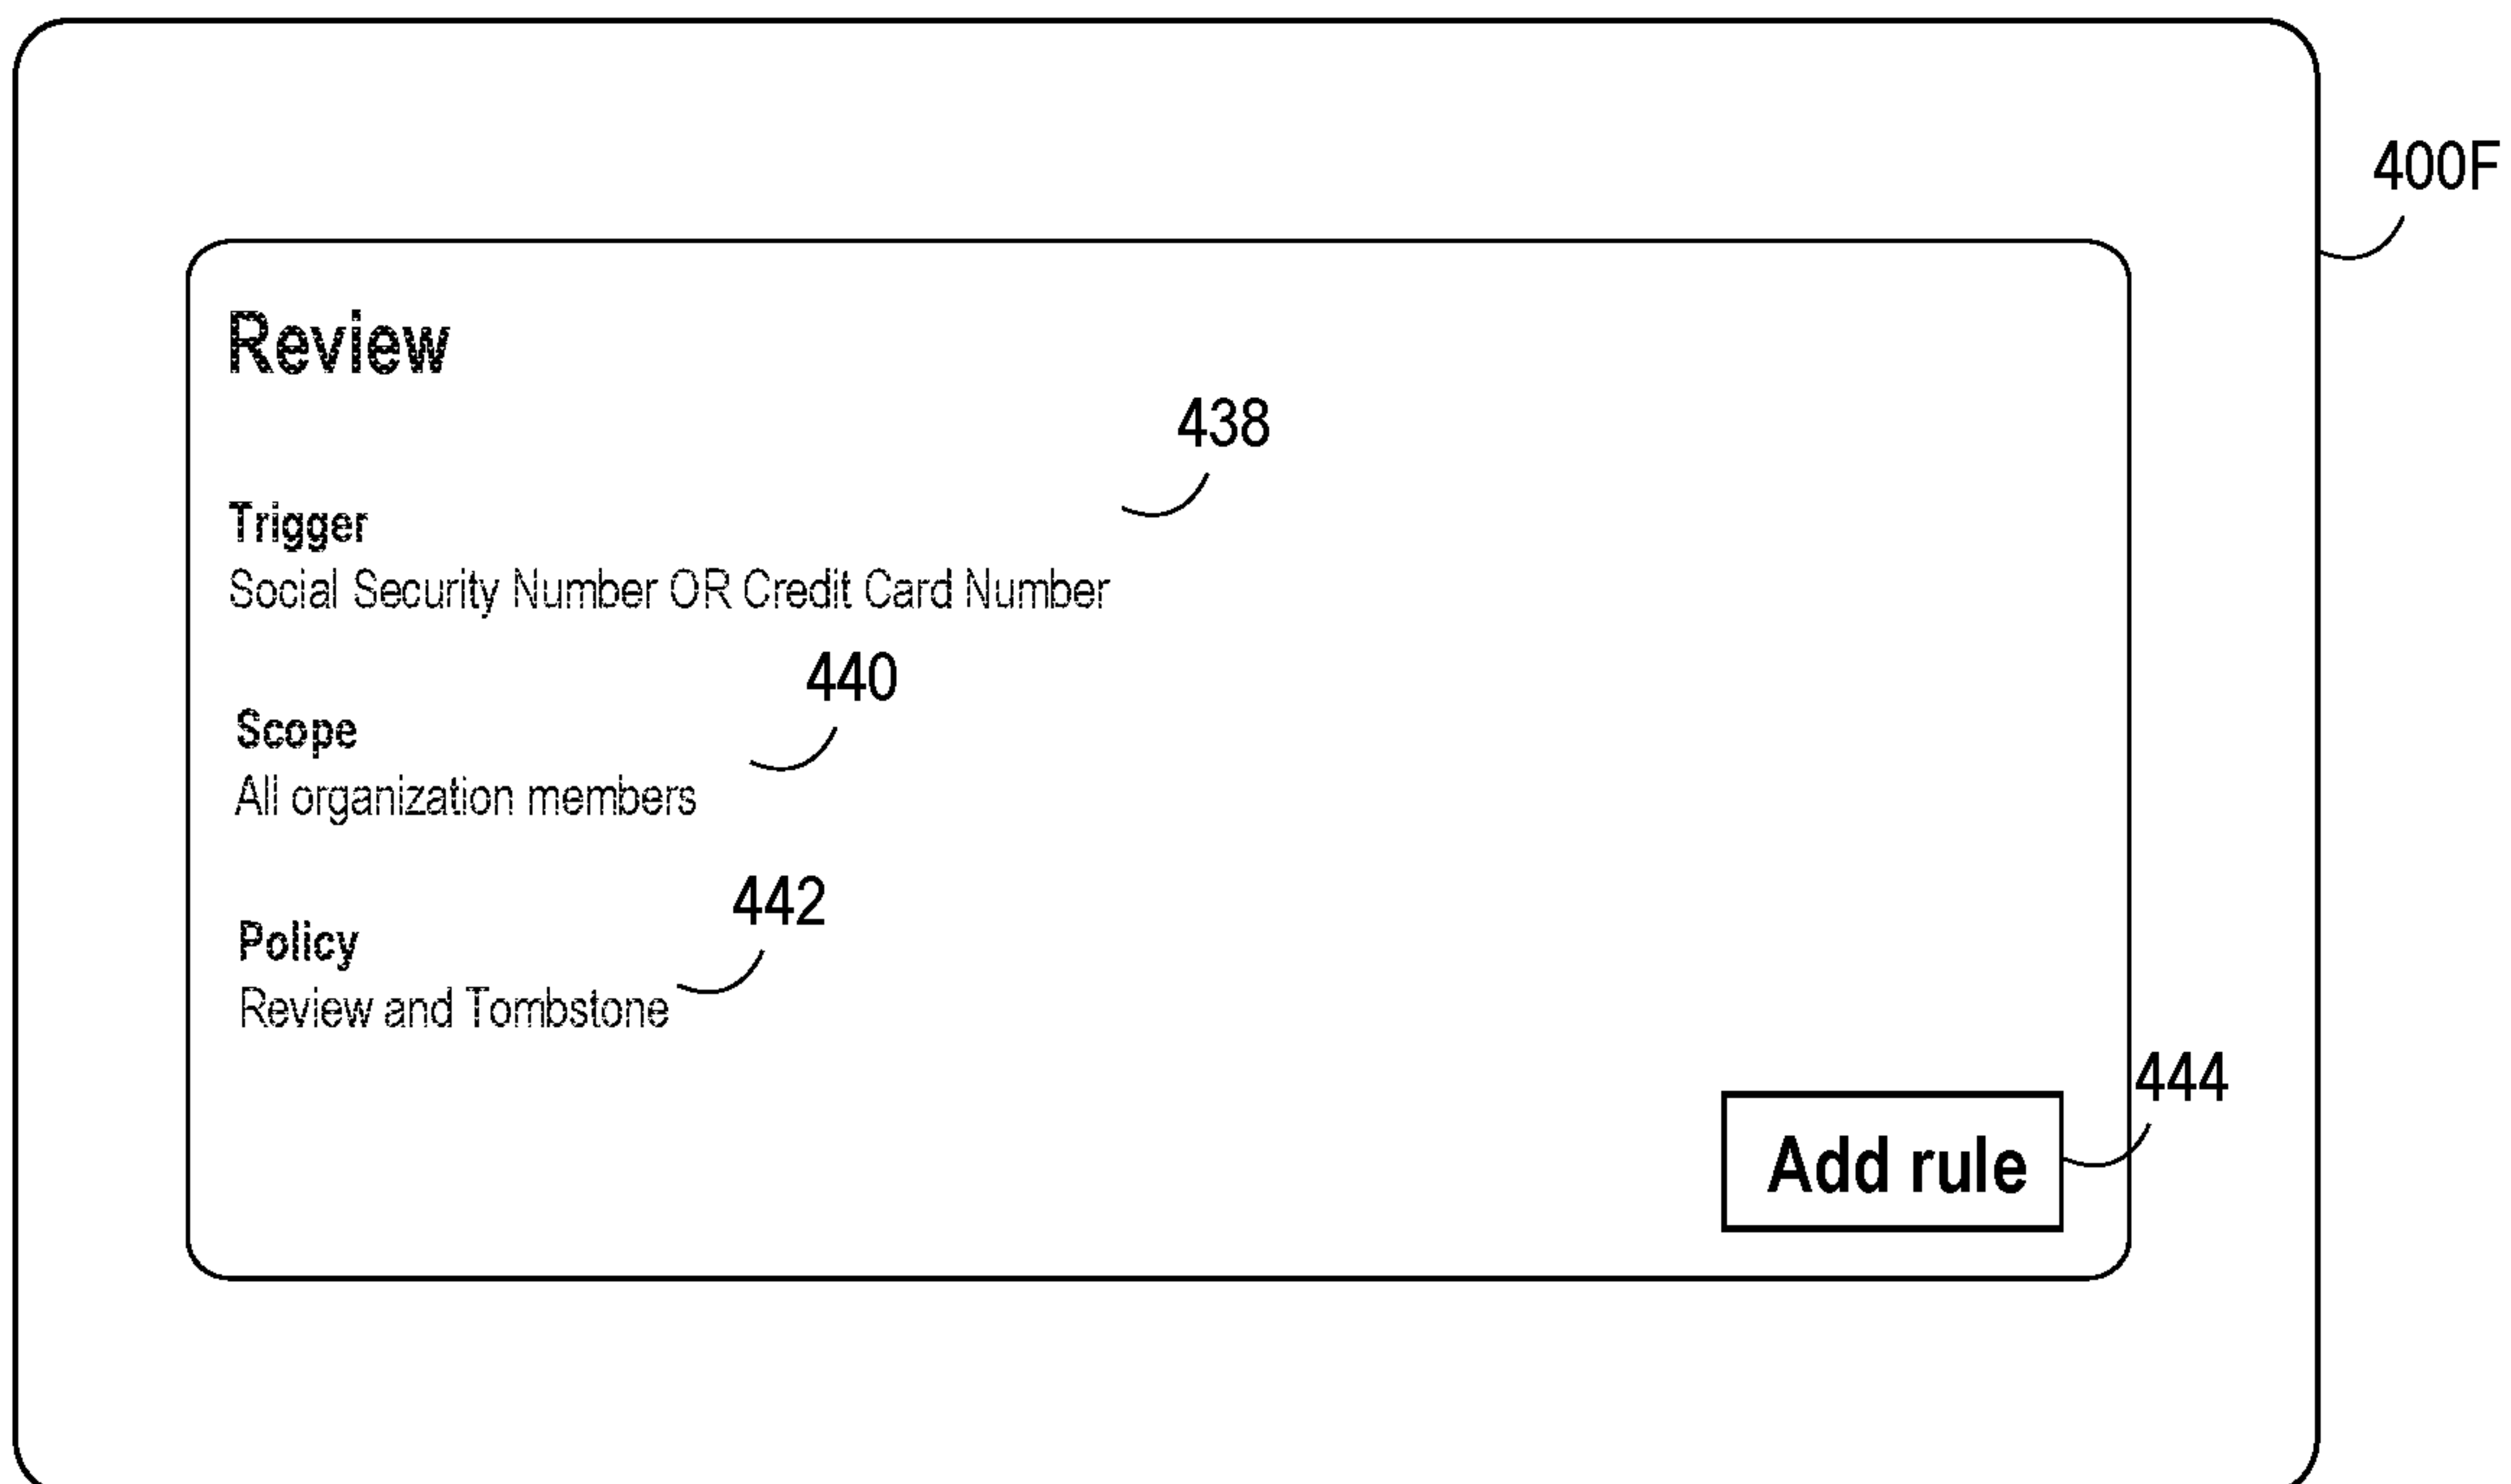 400F
Review
438
Trigger
Social Security Number OR Credit Card Number
440
Scope
All organization members
442
Policy
Review and Tombstone
444
Add rule